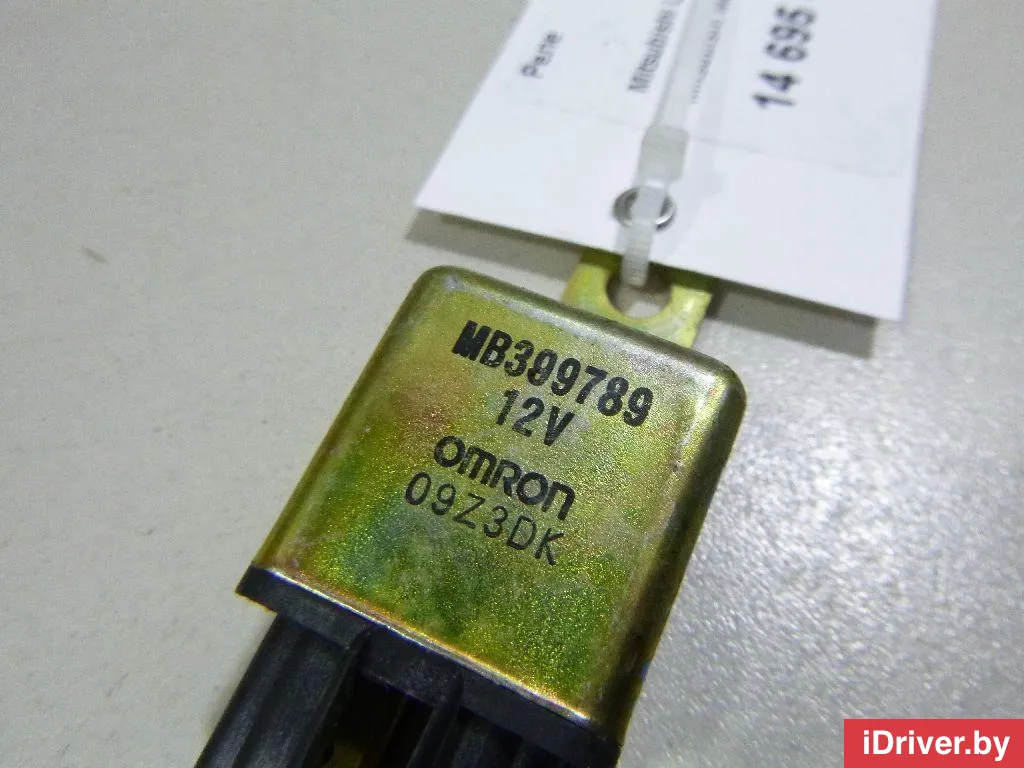 Реле
Mitsubishi L
14 695
MB399789
12V
OMRON
09Z3DK
iDriver.by